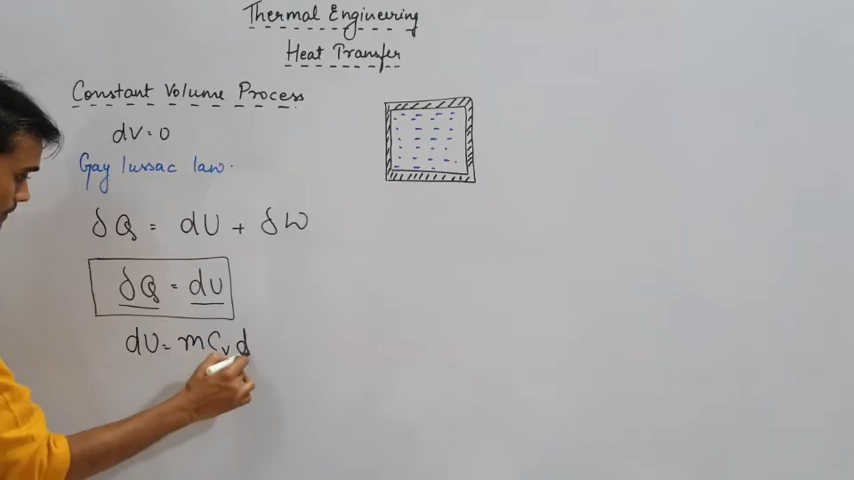 Thermal Engineering
Heat Transfer
Constant Volume Process
dV = 0
Gay lussac law.
δQ = dU + δW
δQ = dU
dU = mCv d